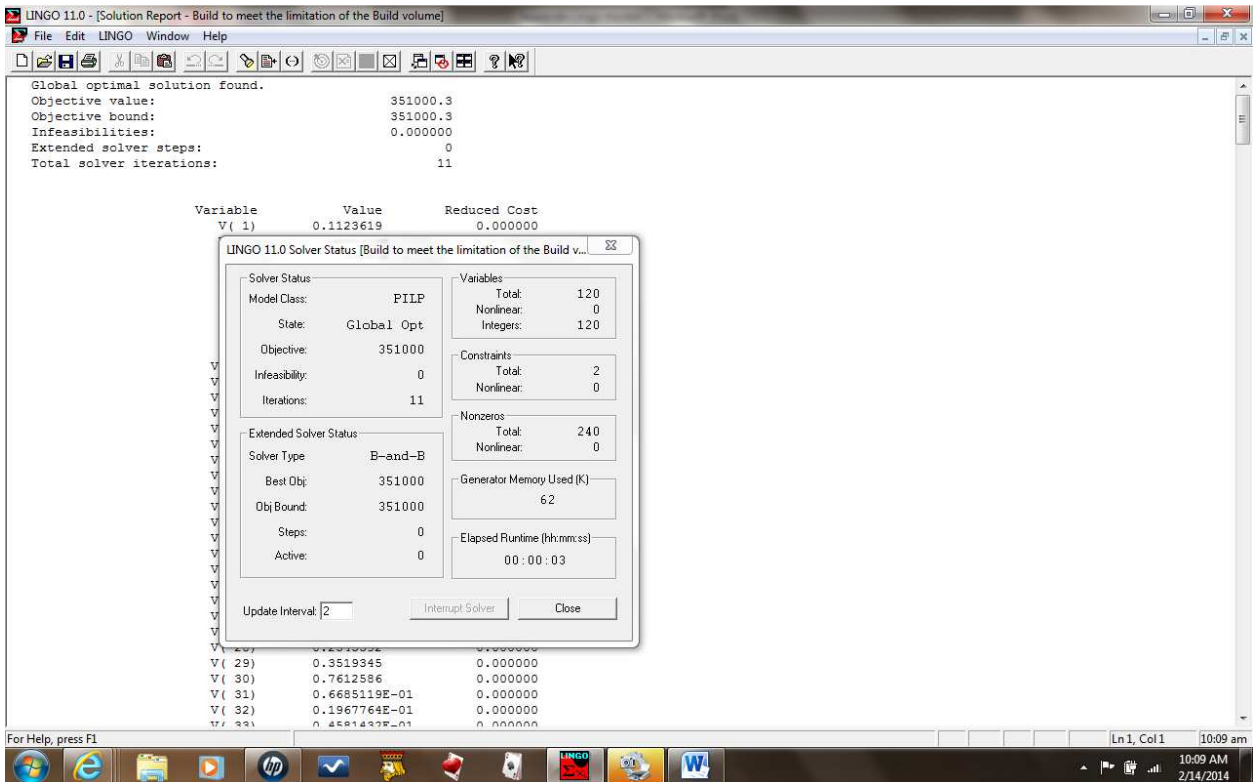 LINGO 11.0 - [Solution Report - Build to meet the limitation of the Build volume]
File Edit LINGO Window Help
Global optimal solution found.
Objective value: 351000.3
Objective bound: 351000.3
Infeasibilities: 0.000000
Extended solver steps: 0
Total solver iterations: 11
Variable Value Reduced Cost
V( 1) 0.1123619 0.000000
LINGO 11.0 Solver Status [Build to meet the limitation of the Build v...
Solver Status
Model Class: PILP
State: Global Opt
Objective: 351000
Infeasibility: 0
Iterations: 11
Extended Solver Status
Solver Type B-and-B
Best Obj: 351000
Obj Bound: 351000
Steps: 0
Active: 0
Update Interval: 2
Variables
Total: 120
Nonlinear: 0
Integers: 120
Constraints
Total: 2
Nonlinear: 0
Nonzeros
Total: 240
Nonlinear: 0
Generator Memory Used (K)
62
Elapsed Runtime (hh:mm:ss)
00:00:03
Interrupt Solver Close
V( 29) 0.3519345 0.000000
V( 30) 0.7612586 0.000000
V( 31) 0.6685119E-01 0.000000
V( 32) 0.1967764E-01 0.000000
V( 33) 0.4581437E-01 0.000000
For Help, press F1 Ln 1, Col 1 10:09 am
hp LINGO W
10:09 AM
2/14/2014